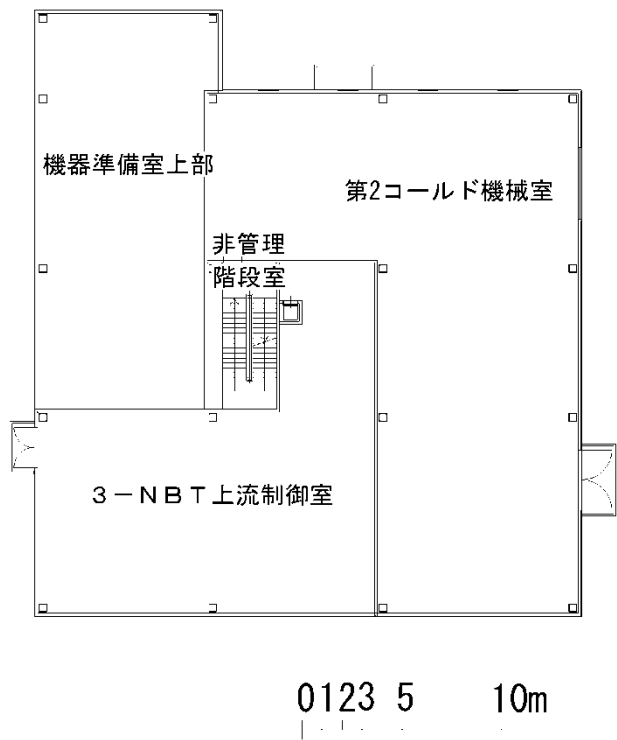 機器準備室上部
第2コールド機械室
非管理
階段室
３－ＮＢＴ上流制御室
0123 5 10m